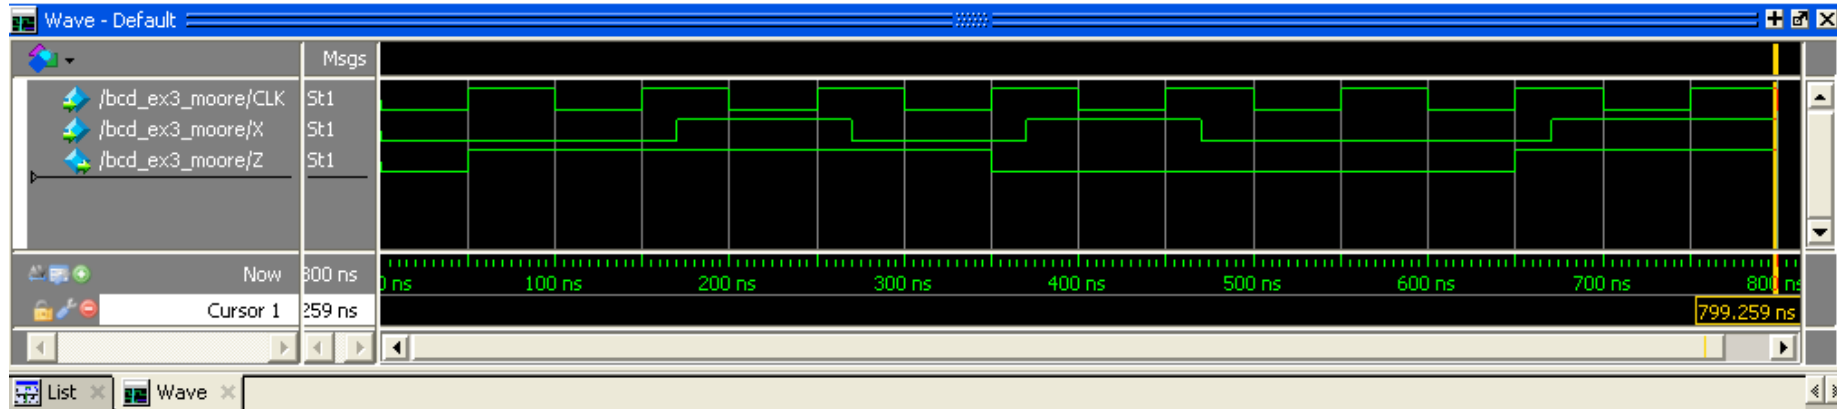 Wave - Default
Msgs
/bcd_ex3_moore/CLK St1
/bcd_ex3_moore/X St1
/bcd_ex3_moore/Z St1
Now 300 ns
0 ns 100 ns 200 ns 300 ns 400 ns 500 ns 600 ns 700 ns 800 ns
Cursor 1 259 ns 799.259 ns
List Wave